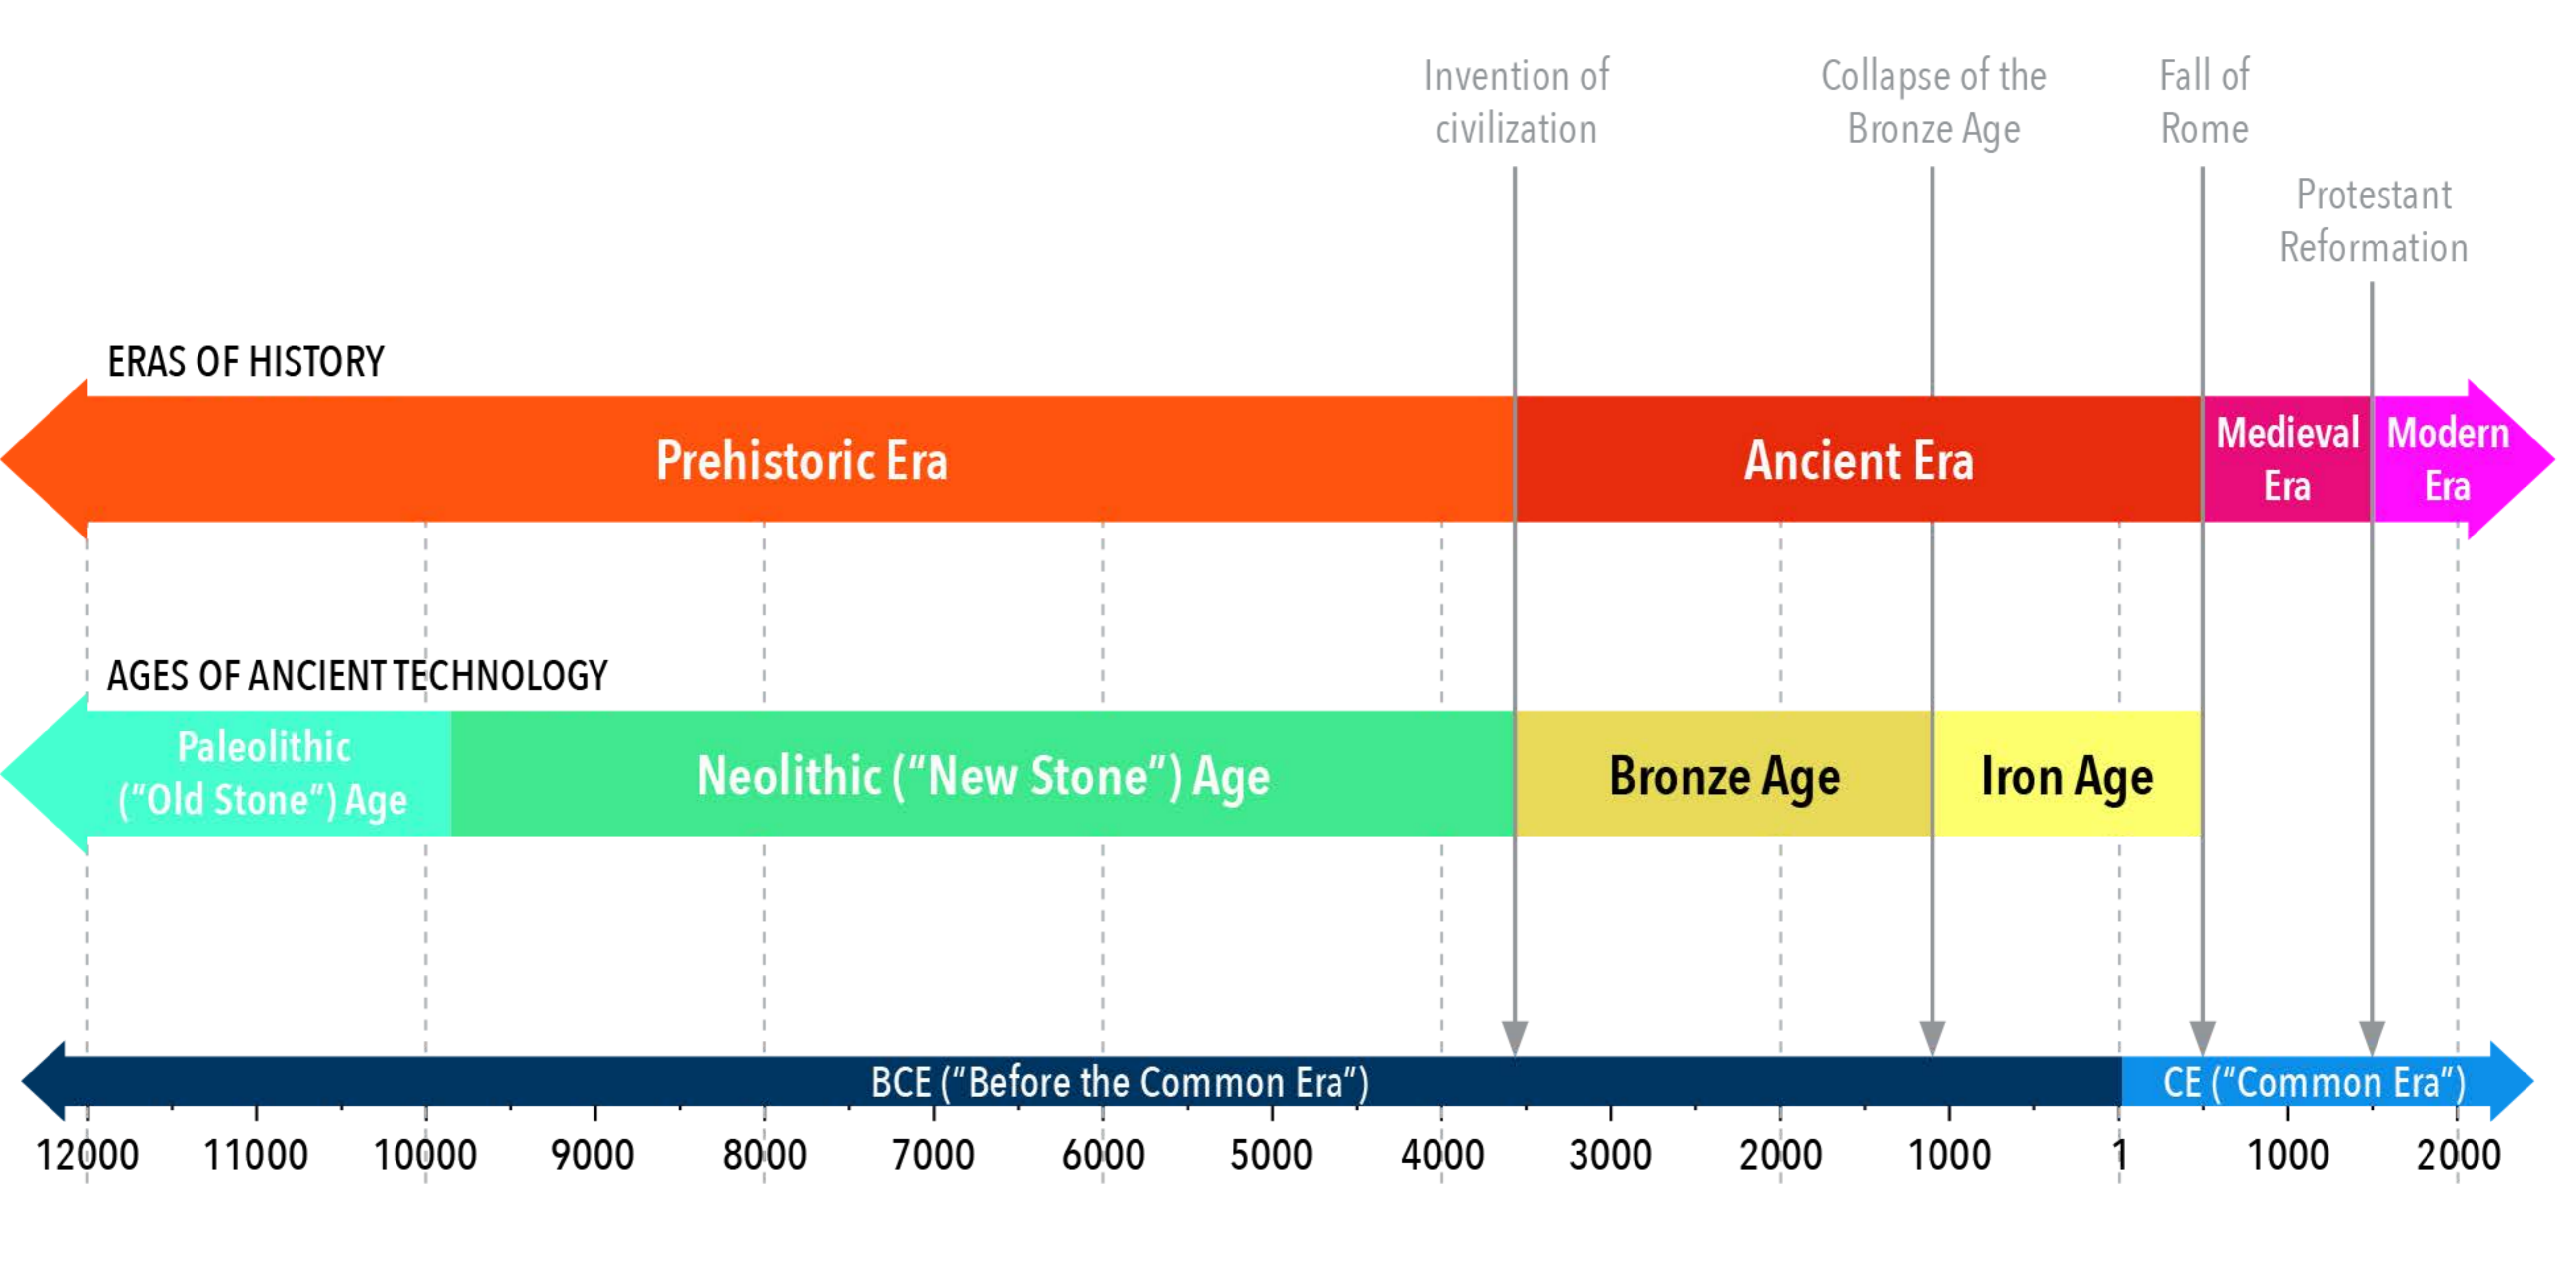 Invention of
civilization
Collapse of the
Bronze Age
Fall of
Rome
Protestant
Reformation
ERAS OF HISTORY
Prehistoric Era
Ancient Era
Medieval
Era
Modern
Era
AGES OF ANCIENT TECHNOLOGY
Paleolithic
("Old Stone") Age
Neolithic ("New Stone") Age
Bronze Age
Iron Age
BCE ("Before the Common Era")
CE ("Common Era")
12000 11000 10000 9000 8000 7000 6000 5000 4000 3000 2000 1000 1 1000 2000